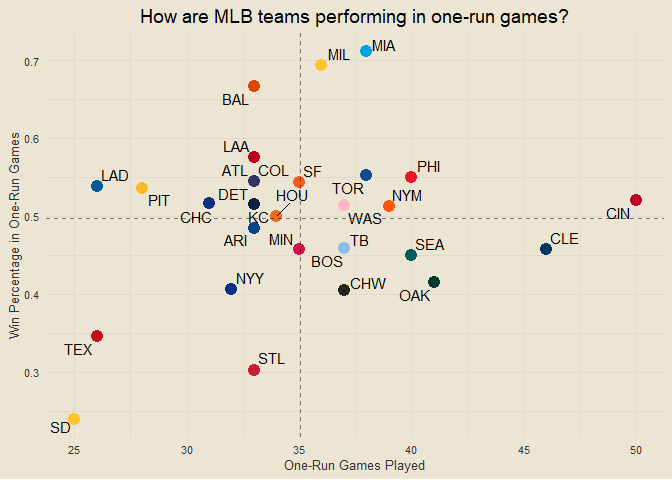 How are MLB teams performing in one-run games?
Win Percentage in One-Run Games
0.7
0.6
0.5
0.4
0.3
MIA
MIL
BAL
LAA
LAD
PIT
ATL COL
SF
PHI
DET
HOU
TOR
NYM
CHC
KC
WAS
CIN
ARI
MIN
TB
SEA
CLE
BOS
NYY
CHW
OAK
TEX
STL
SD
25
30
35
40
45
50
One-Run Games Played